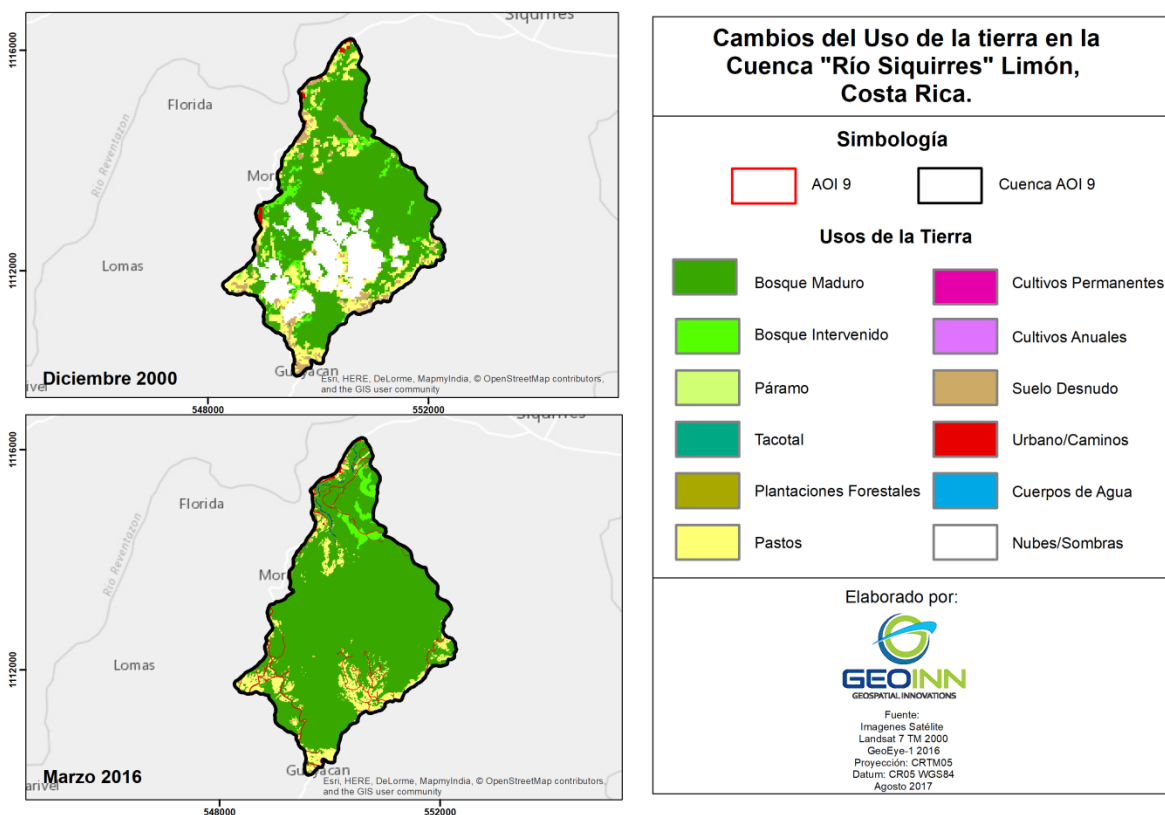 Siquirres
1116000
Florida
Río Reventazon
Mor
Lomas
1112000
Diciembre 2000
Gu
yacan
ivel
Esri, HERE, DeLorme, MapmyIndia, © OpenStreetMap contributors,
and the GIS user community
548000
552000
Siquirres
1116000
Florida
Río Reventazon
Mor
Lomas
1112000
Marzo 2016
Gu
yacan
arivel
Esri, HERE, DeLorme, MapmyIndia, © OpenStreetMap contributors,
and the GIS user community
548000
552000
Cambios del Uso de la tierra en la
Cuenca "Río Siquirres" Limón,
Costa Rica.
Simbología
AOI 9
Cuenca AOI 9
Usos de la Tierra
Bosque Maduro
Cultivos Permanentes
Bosque Intervenido
Cultivos Anuales
Páramo
Suelo Desnudo
Tacotal
Urbano/Caminos
Plantaciones Forestales
Cuerpos de Agua
Pastos
Nubes/Sombras
Elaborado por:
GEOINN
GEOSPATIAL INNOVATIONS
Fuente:
Imagenes Satélite
Landsat 7 TM 2000
GeoEye-1 2016
Proyección: CRTM05
Datum: CR05 WGS84
Agosto 2017